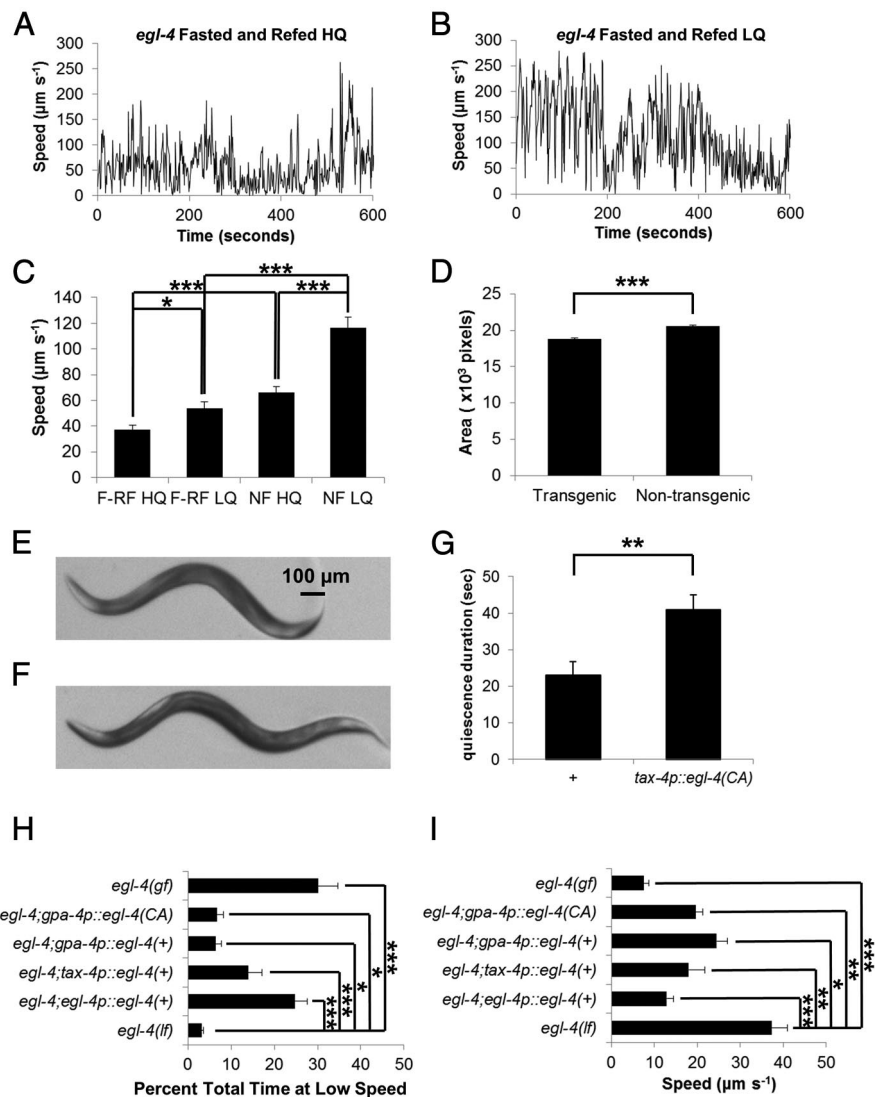 A
egl-4 Fasted and Refed HQ
Speed (µm s-1)
300
250
200
150
100
50
0
0 200 400 600
Time (seconds)
B
egl-4 Fasted and Refed LQ
Speed (µm s-1)
300
250
200
150
100
50
0
0 200 400 600
Time (seconds)
C
Speed (µm s-1)
140
120
100
80
60
40
20
0
***
***
***
*
F-RF HQ F-RF LQ NF HQ NF LQ
D
Area ( x10³ pixels)
25
20
15
10
5
0
***
Transgenic Non-transgenic
E
100 µm
F
G
quiescence duration (sec)
50
40
30
20
10
0
**
+ tax-4p::egl-4(CA)
H
egl-4(gf)
egl-4;gpa-4p::egl-4(CA)
egl-4;gpa-4p::egl-4(+)
egl-4;tax-4p::egl-4(+)
egl-4;egl-4p::egl-4(+)
egl-4(lf)
***
*
*
***
***
0 10 20 30 40 50
Percent Total Time at Low Speed
I
egl-4(gf)
egl-4;gpa-4p::egl-4(CA)
egl-4;gpa-4p::egl-4(+)
egl-4;tax-4p::egl-4(+)
egl-4;egl-4p::egl-4(+)
egl-4(lf)
***
**
*
**
***
0 10 20 30 40 50
Speed (µm s-1)